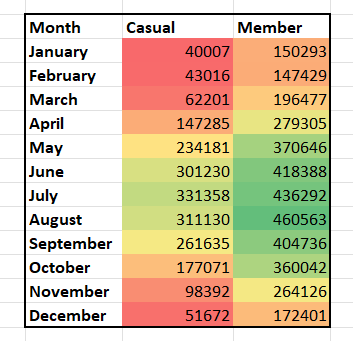 Month Casual Member
January 40007 150293
February 43016 147429
March 62201 196477
April 147285 279305
May 234181 370646
June 301230 418388
July 331358 436292
August 311130 460563
September 261635 404736
October 177071 360042
November 98392 264126
December 51672 172401